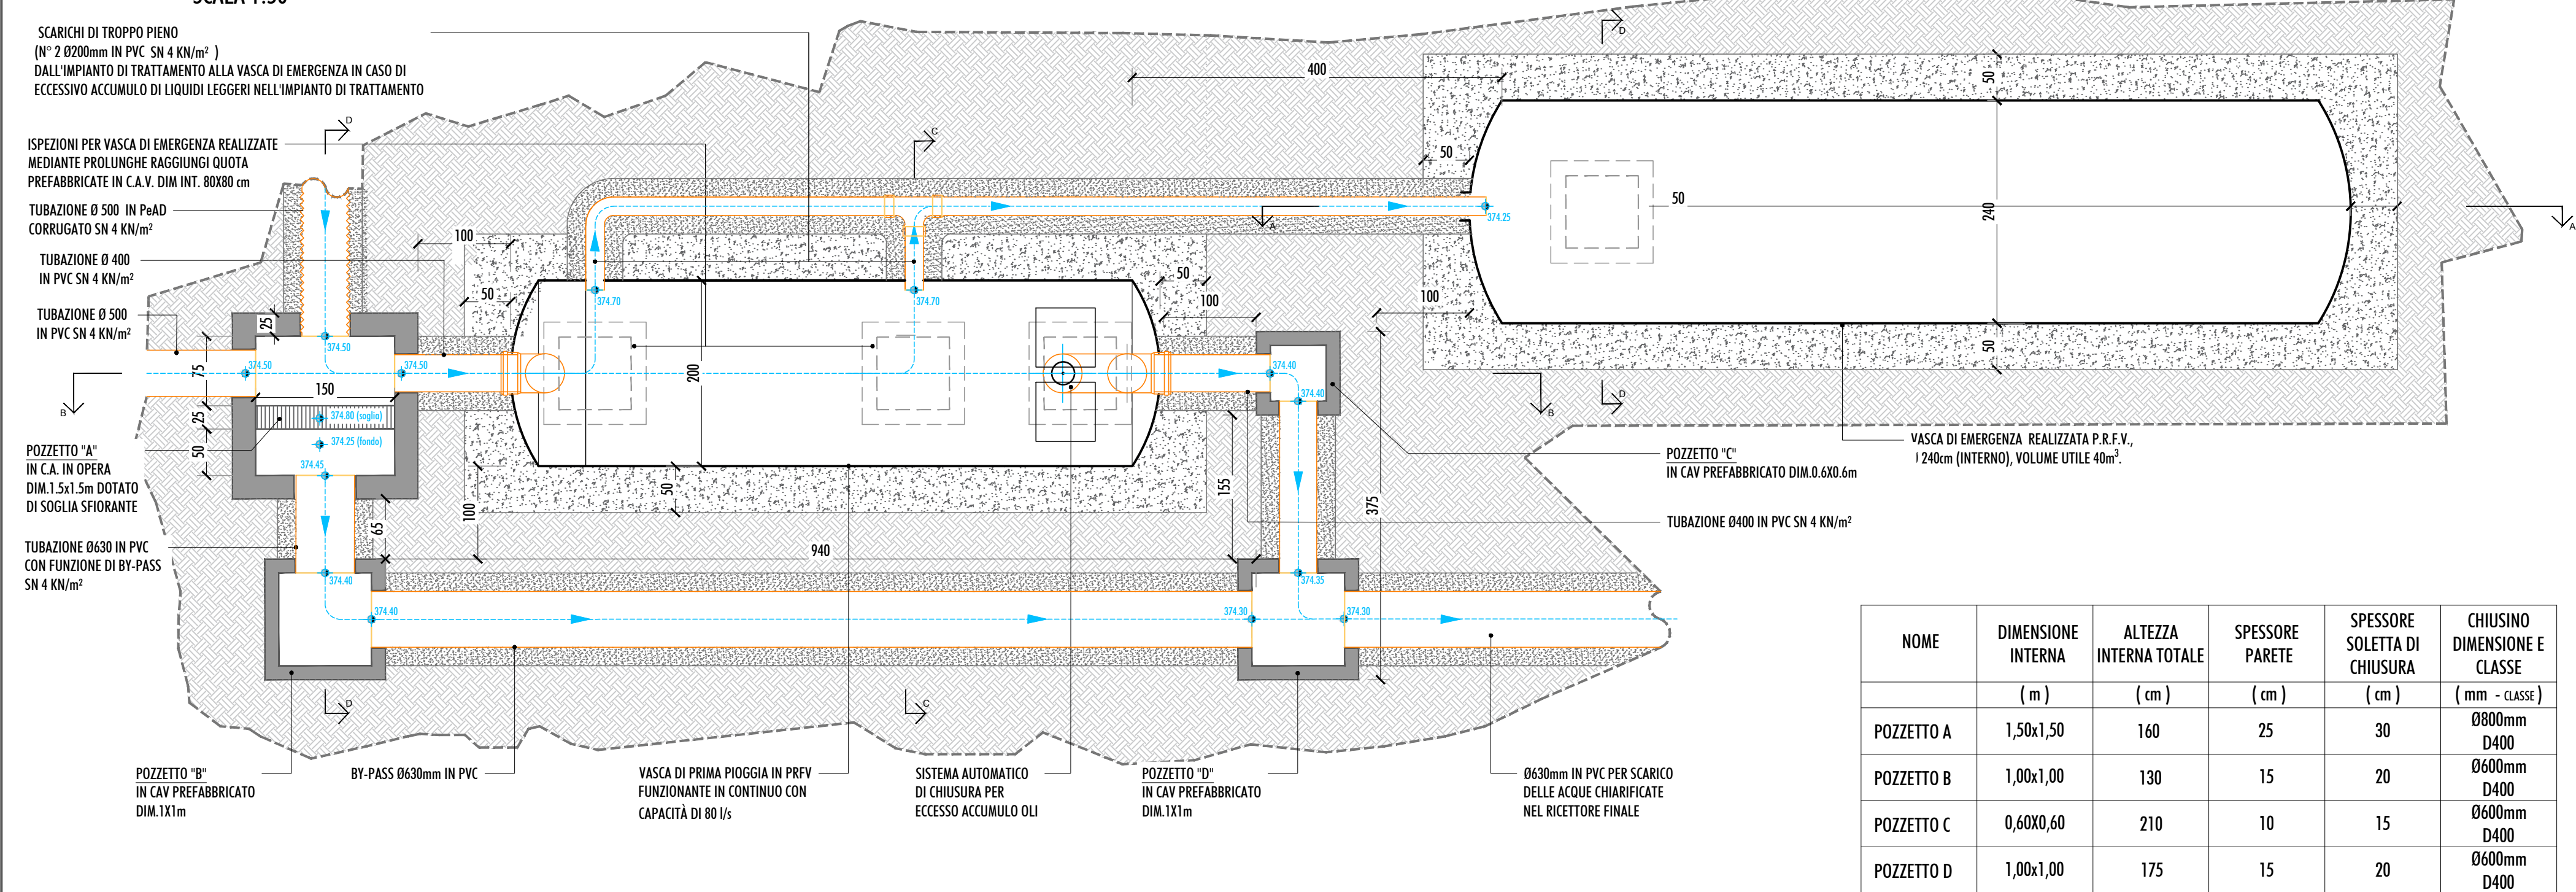 SCALA 1:50
SCARICHI DI TROPPO PIENO
(N° 2 Ø200mm IN PVC SN 4 KN/m² )
DALL'IMPIANTO DI TRATTAMENTO ALLA VASCA DI EMERGENZA IN CASO DI
ECCESSIVO ACCUMULO DI LIQUIDI LEGGERI NELL'IMPIANTO DI TRATTAMENTO
ISPEZIONI PER VASCA DI EMERGENZA REALIZZATE
MEDIANTE PROLUNGHE RAGGIUNGI QUOTA
PREFABBRICATE IN C.A.V. DIM INT. 80X80 cm
TUBAZIONE Ø 500 IN PeAD
CORRUGATO SN 4 KN/m²
TUBAZIONE Ø 400
IN PVC SN 4 KN/m²
TUBAZIONE Ø 500
IN PVC SN 4 KN/m²
POZZETTO "A"
IN C.A. IN OPERA
DIM.1.5x1.5m DOTATO
DI SOGLIA SFIORANTE
TUBAZIONE Ø630 IN PVC
CON FUNZIONE DI BY-PASS
SN 4 KN/m²
D
C
D
A
A
B
B
D
D
C
400
50
50
50
240
50
100
100
50
50
100
25
75
150
25
50
200
50
100
65
155
375
940
374.25
374.70
374.70
374.50
374.50
374.50
374.80 (soglia)
374.25 (fondo)
374.45
374.40
374.40
374.40
374.40
374.35
374.30
374.30
POZZETTO "C"
IN CAV PREFABBRICATO DIM.0.6X0.6m
VASCA DI EMERGENZA REALIZZATA P.R.F.V.,
240cm (INTERNO), VOLUME UTILE 40m³.
TUBAZIONE Ø400 IN PVC SN 4 KN/m²
POZZETTO "B"
IN CAV PREFABBRICATO
DIM.1X1m
BY-PASS Ø630mm IN PVC
VASCA DI PRIMA PIOGGIA IN PRFV
FUNZIONANTE IN CONTINUO CON
CAPACITÀ DI 80 l/s
SISTEMA AUTOMATICO
DI CHIUSURA PER
ECCESSO ACCUMULO OLI
POZZETTO "D"
IN CAV PREFABBRICATO
DIM.1X1m
Ø630mm IN PVC PER SCARICO
DELLE ACQUE CHIARIFICATE
NEL RICETTORE FINALE
NOME DIMENSIONE INTERNA ALTEZZA INTERNA TOTALE SPESSORE PARETE SPESSORE SOLETTA DI CHIUSURA CHIUSINO DIMENSIONE E CLASSE
( m ) ( cm ) ( cm ) ( cm ) ( mm - CLASSE )
POZZETTO A 1,50x1,50 160 25 30 Ø800mm D400
POZZETTO B 1,00x1,00 130 15 20 Ø600mm D400
POZZETTO C 0,60X0,60 210 10 15 Ø600mm D400
POZZETTO D 1,00x1,00 175 15 20 Ø600mm D400